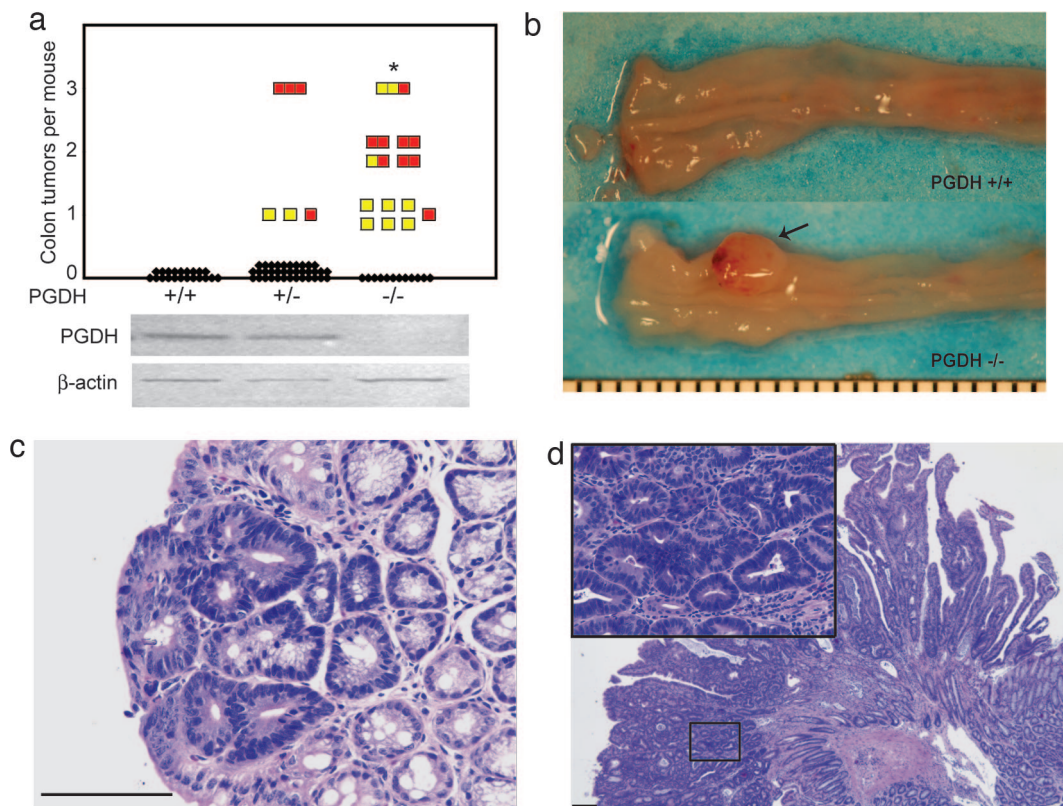 a
Colon tumors per mouse
3
2
1
0
*
PGDH +/+ +/- -/-
PGDH
β-actin
b
PGDH +/+
PGDH -/-
c
d